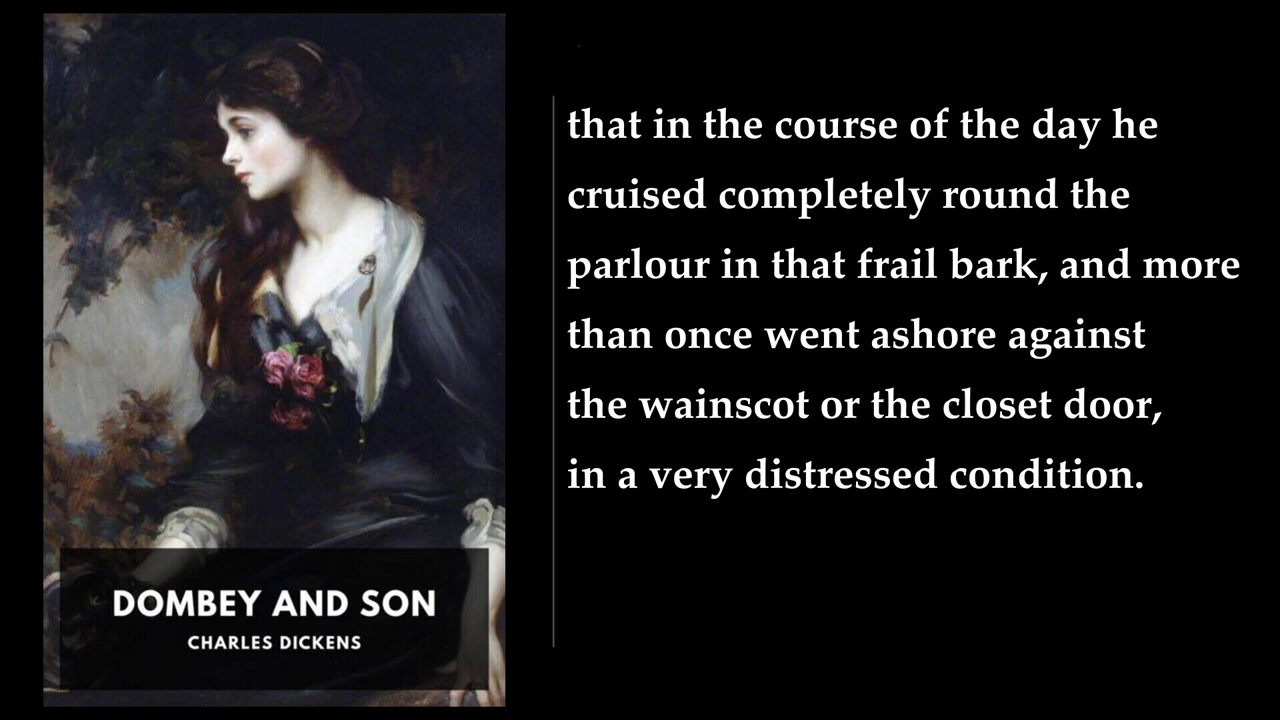 that in the course of the day he
cruised completely round the
parlour in that frail bark, and more
than once went ashore against
the wainscot or the closet door,
in a very distressed condition.
DOMBEY AND SON
CHARLES DICKENS